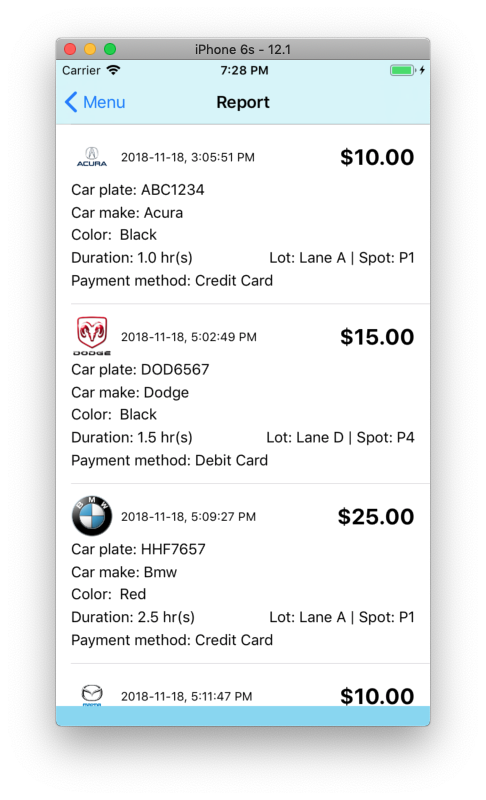 iPhone 6s - 12.1
Carrier 7:28 PM
Menu Report
ACURA 2018-11-18, 3:05:51 PM $10.00
Car plate: ABC1234
Car make: Acura
Color: Black
Duration: 1.0 hr(s) Lot: Lane A | Spot: P1
Payment method: Credit Card
DODGE 2018-11-18, 5:02:49 PM $15.00
Car plate: DOD6567
Car make: Dodge
Color: Black
Duration: 1.5 hr(s) Lot: Lane D | Spot: P4
Payment method: Debit Card
BMW 2018-11-18, 5:09:27 PM $25.00
Car plate: HHF7657
Car make: Bmw
Color: Red
Duration: 2.5 hr(s) Lot: Lane A | Spot: P1
Payment method: Credit Card
2018-11-18, 5:11:47 PM $10.00